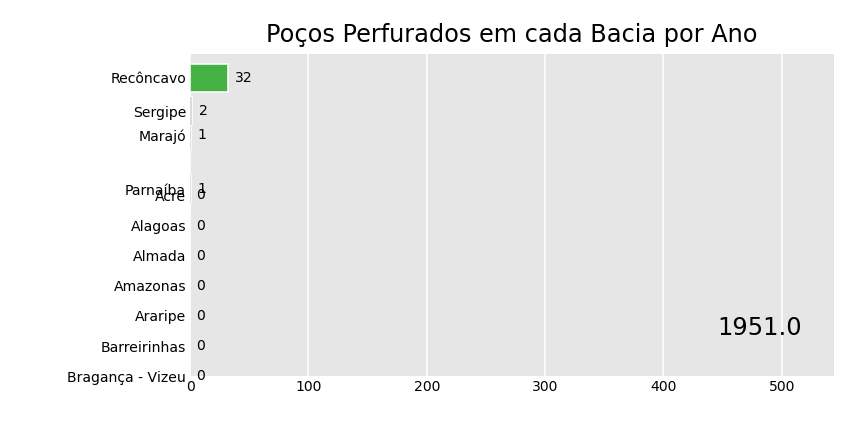 Poços Perfurados em cada Bacia por Ano
Recôncavo 32
Sergipe 2
Marajó 1
Parnaíba 1
Acre 0
Alagoas 0
Almada 0
Amazonas 0
Araripe 0
1951.0
Barreirinhas 0
Bragança - Vizeu 0
0 100 200 300 400 500